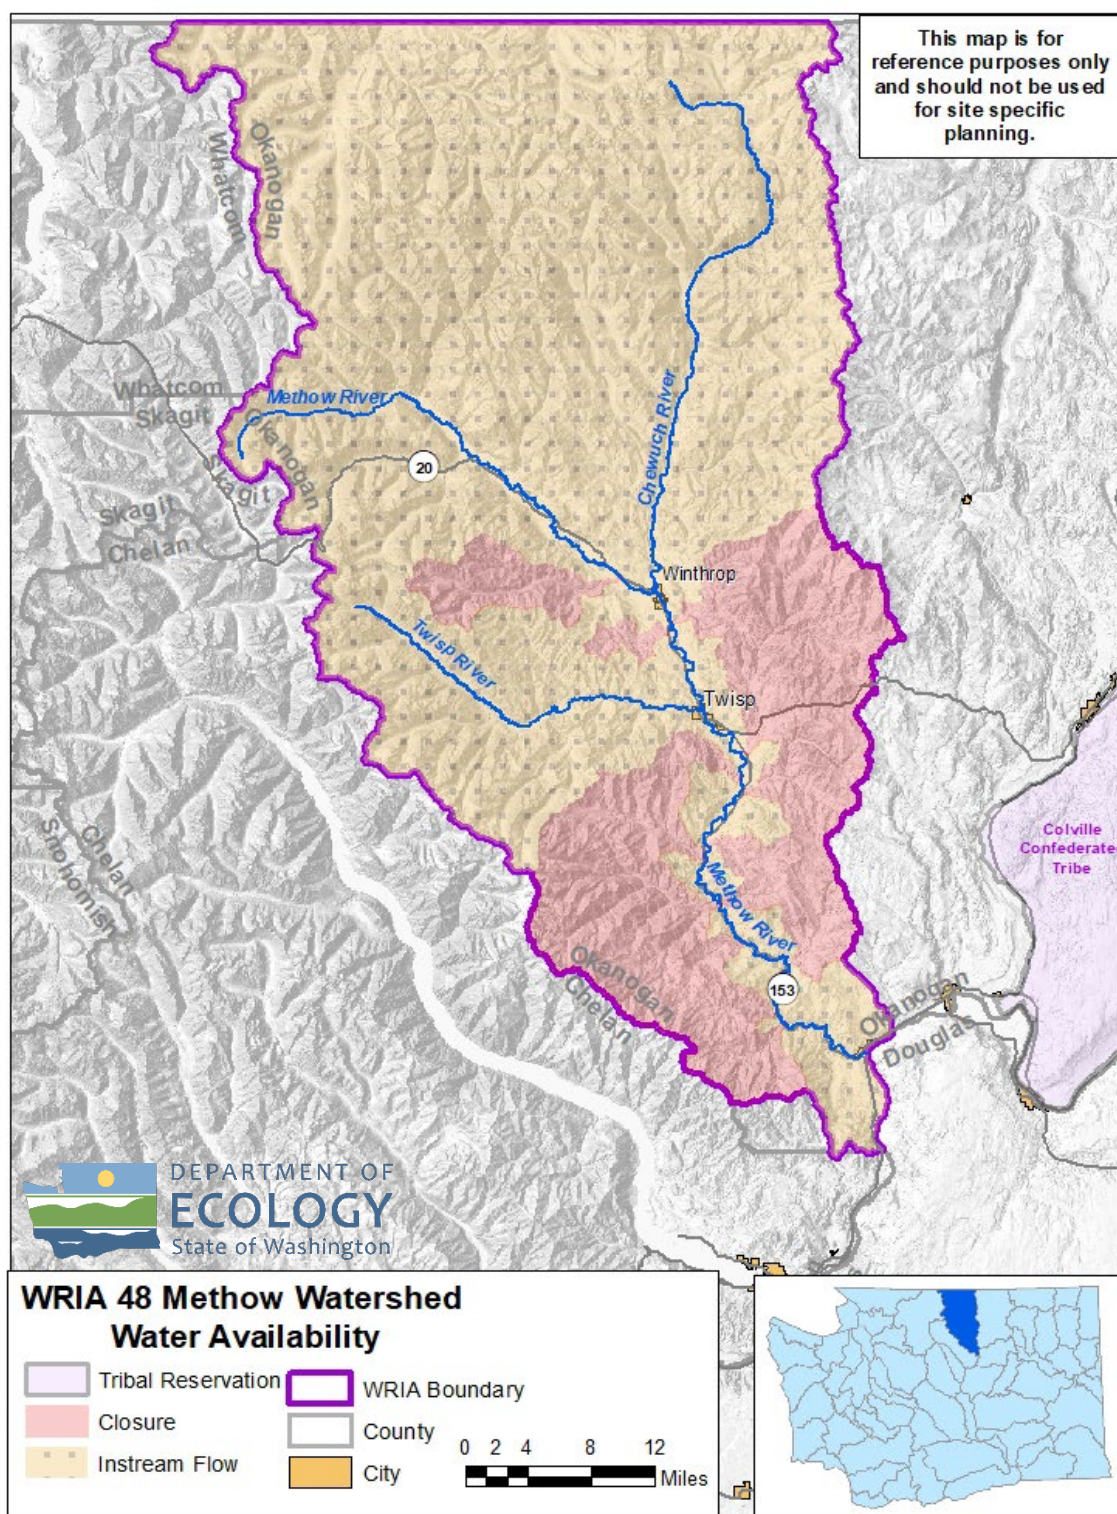 This map is for
reference purposes only
and should not be used
for site specific
planning.
Okanogan
Whatcom
Whatcom
Skagit
Methow River
Okanogan
Skagit
20
Skagit
Chelan
Chewuch River
Winthrop
Twisp River
Twisp
Colville
Confederate
Tribe
Chelan
Snohomish
Methow River
Okanogan
Chelan
153
Okanogan
Douglas
DEPARTMENT OF
ECOLOGY
State of Washington
WRIA 48 Methow Watershed
Water Availability
Tribal Reservation
Closure
Instream Flow
WRIA Boundary
County
City
0 2 4 8 12
Miles